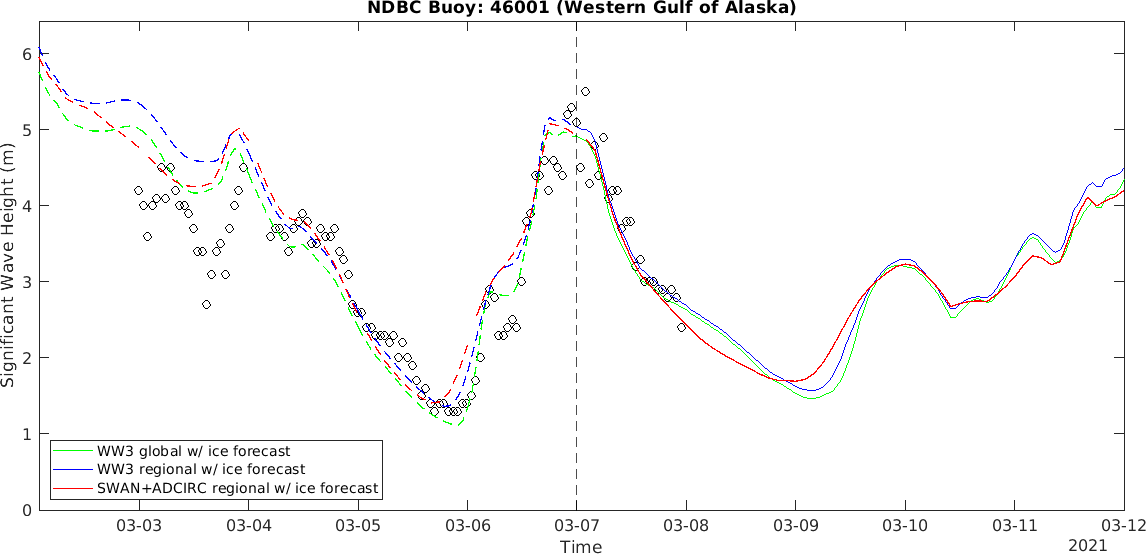 NDBC Buoy: 46001 (Western Gulf of Alaska)
Significant Wave Height (m)
6
5
4
3
2
1
0
WW3 global w/ ice forecast
WW3 regional w/ ice forecast
SWAN+ADCIRC regional w/ ice forecast
03-03 03-04 03-05 03-06 03-07 03-08 03-09 03-10 03-11 03-12
Time
2021